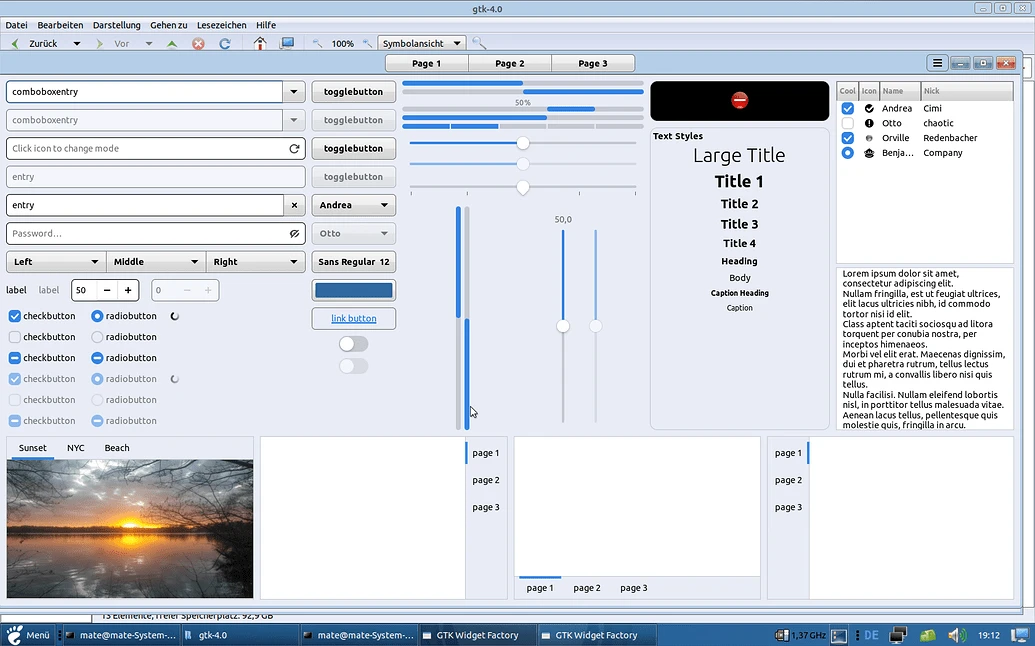 gtk-4.0
Datei Bearbeiten Darstellung Gehen zu Lesezeichen Hilfe
Zurück Vor 100% Symbolansicht
Page 1 Page 2 Page 3
comboboxentry togglebutton
comboboxentry togglebutton
Click icon to change mode togglebutton
entry togglebutton
entry Andrea
Password... Otto
Left Middle Right Sans Regular 12
label label 50 0
checkbutton radiobutton
link button
checkbutton radiobutton
checkbutton radiobutton
checkbutton radiobutton
checkbutton radiobutton
checkbutton radiobutton
50%
50,0
Text Styles
Large Title
Title 1
Title 2
Title 3
Title 4
Heading
Body
Caption Heading
Caption
Cool Icon Name Nick
Andrea Cimi
Otto chaotic
Orville Redenbacher
Benja... Company
Lorem ipsum dolor sit amet,
consectetur adipiscing elit.
Nullam fringilla, est ut feugiat ultrices,
elit lacus ultricies nibh, id commodo
tortor nisi id elit.
Class aptent taciti sociosqu ad litora
torquent per conubia nostra, per
inceptos himenaeos.
Morbi vel elit erat. Maecenas dignissim,
dui et pharetra rutrum, tellus lectus
rutrum mi, a convallis libero nisi quis
tellus.
Nulla facilisi. Nullam eleifend lobortis
nisl, in porttitor tellus malesuada vitae.
Aenean lacus tellus, pellentesque quis
molestie quis, fringilla in arcu.
Sunset NYC Beach
page 1
page 2
page 3
page 1 page 2 page 3
page 1
page 2
page 3
13 Elemente, freier Speicherplatz: 92,9 GB
Menü mate@mate-System-... gtk-4.0 mate@mate-System-... GTK Widget Factory GTK Widget Factory 1,37 GHz DE 19:12